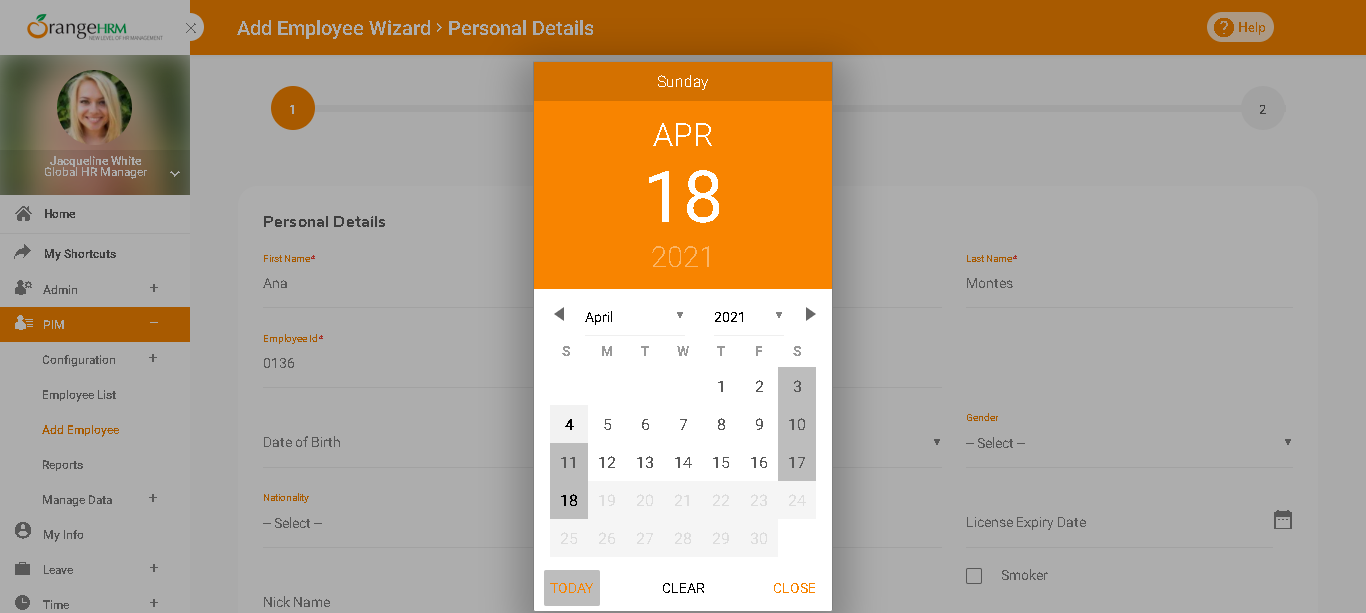 OrangeHRM
NEW LEVEL OF HR MANAGEMENT
Add Employee Wizard > Personal Details
? Help
Jacqueline White
Global HR Manager
Home
My Shortcuts
Admin +
PIM −
Configuration +
Employee List
Add Employee
Reports
Manage Data +
My Info
Leave +
Time +
1
2
Personal Details
First Name*
Ana
Last Name*
Montes
Employee Id*
0136
Date of Birth
Gender
-- Select --
Nationality
-- Select --
License Expiry Date
Smoker
Nick Name
Sunday
APR
18
2021
April 2021
S M T W T F S
1 2 3
4 5 6 7 8 9 10
11 12 13 14 15 16 17
18 19 20 21 22 23 24
25 26 27 28 29 30
TODAY CLEAR CLOSE